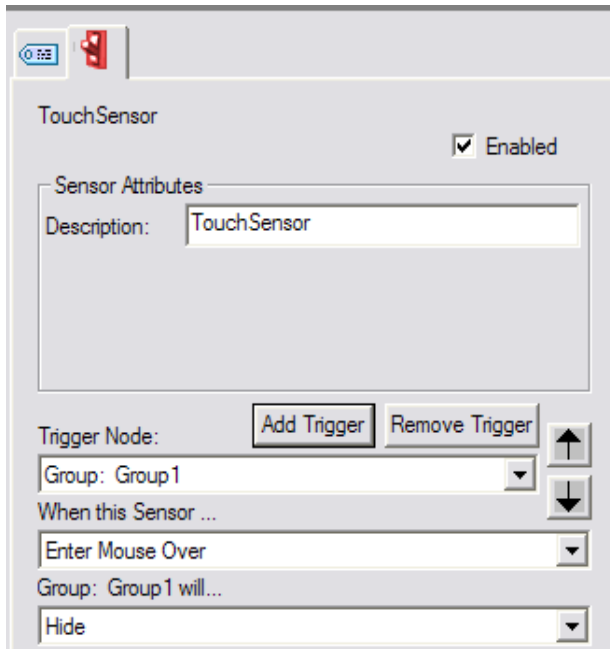 TouchSensor
Enabled
Sensor Attributes
Description: TouchSensor
Add Trigger Remove Trigger
Trigger Node:
Group: Group1
When this Sensor ...
Enter Mouse Over
Group: Group1 will...
Hide